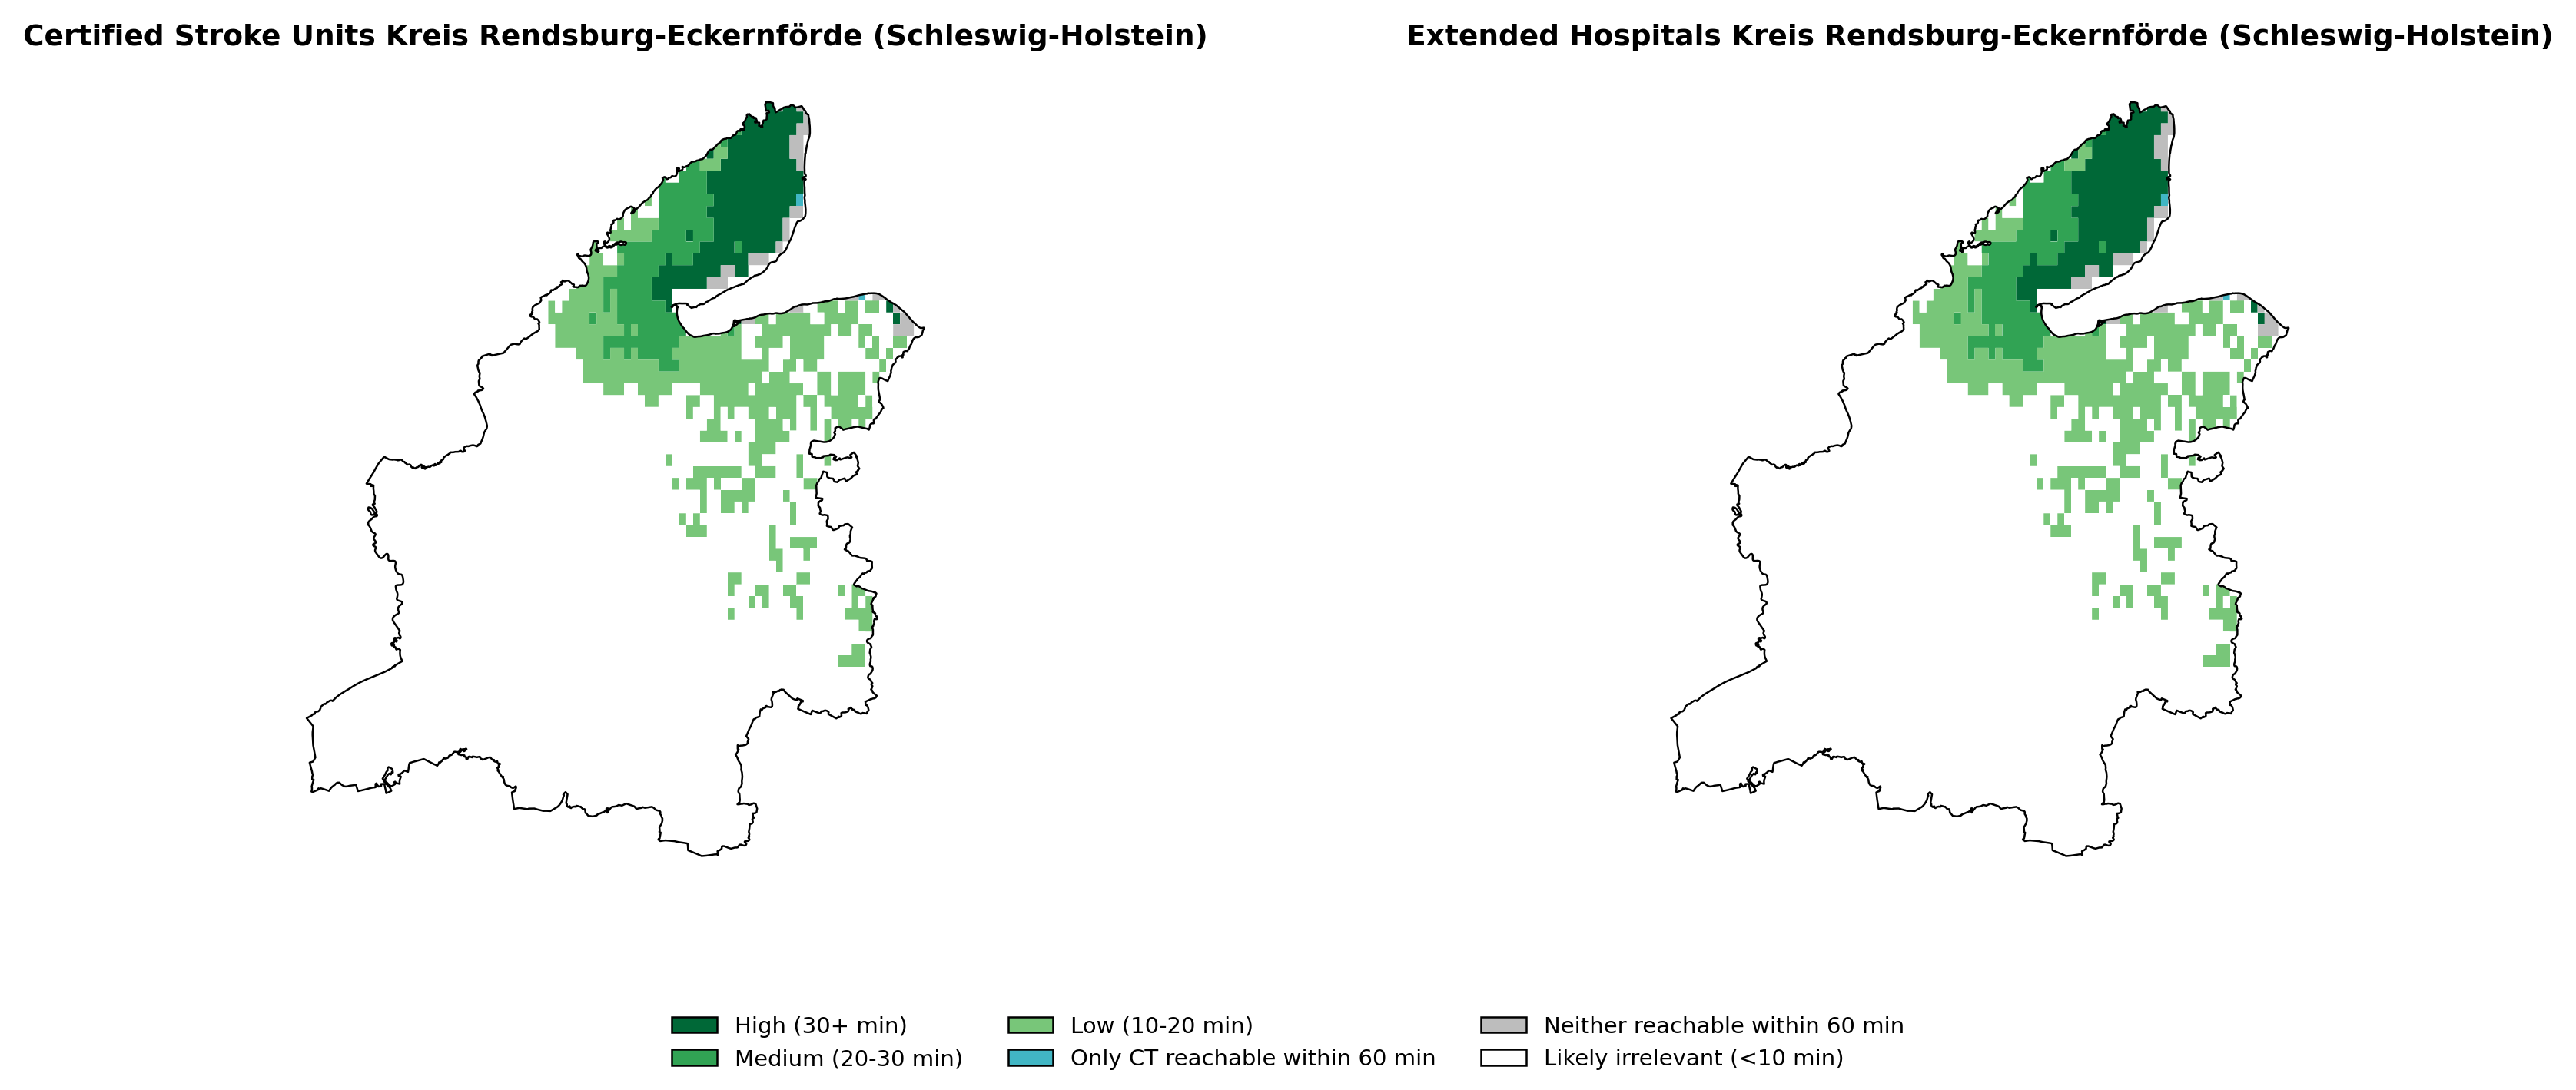 Certified Stroke Units Kreis Rendsburg-Eckernförde (Schleswig-Holstein)
Extended Hospitals Kreis Rendsburg-Eckernförde (Schleswig-Holstein)
High (30+ min)
Medium (20-30 min)
Low (10-20 min)
Only CT reachable within 60 min
Neither reachable within 60 min
Likely irrelevant (<10 min)